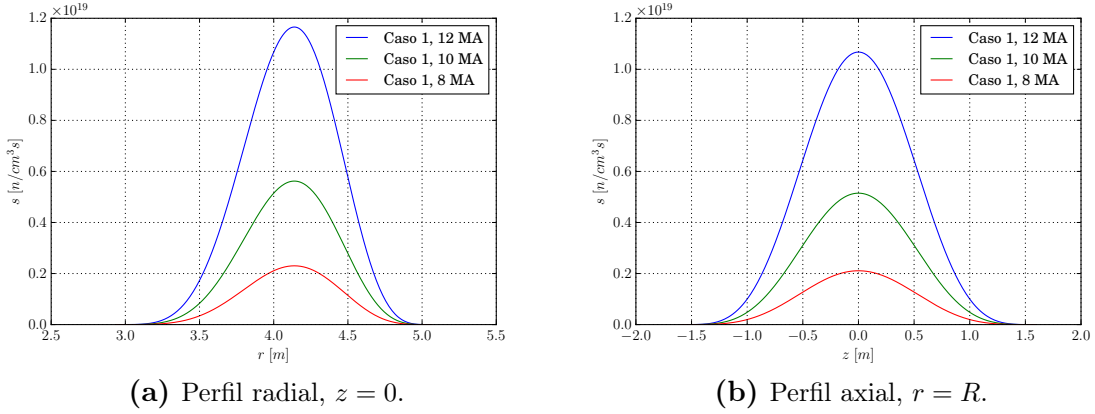 1.2 ×10^19
1.0
0.8
0.6
0.4
0.2
0.0
s [n/cm^3 s]
Caso 1, 12 MA
Caso 1, 10 MA
Caso 1, 8 MA
2.5 3.0 3.5 4.0 4.5 5.0 5.5
r [m]
(a) Perfil radial, z = 0.
1.2 ×10^19
1.0
0.8
0.6
0.4
0.2
0.0
s [n/cm^3 s]
Caso 1, 12 MA
Caso 1, 10 MA
Caso 1, 8 MA
−2.0 −1.5 −1.0 −0.5 0.0 0.5 1.0 1.5 2.0
z [m]
(b) Perfil axial, r = R.